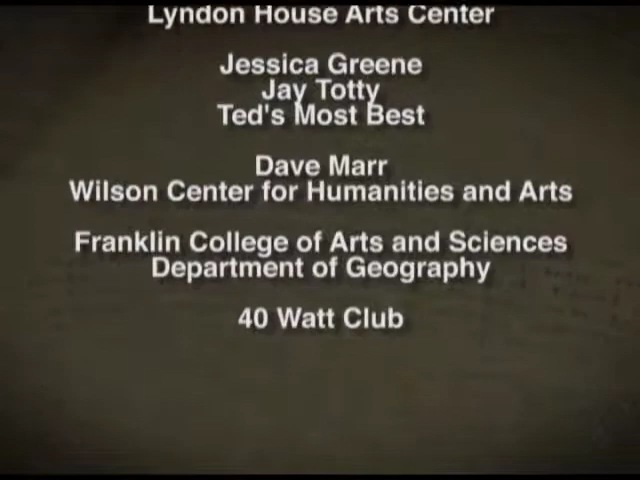 Lyndon House Arts Center
Jessica Greene
Jay Totty
Ted's Most Best
Dave Marr
Wilson Center for Humanities and Arts
Franklin College of Arts and Sciences
Department of Geography
40 Watt Club